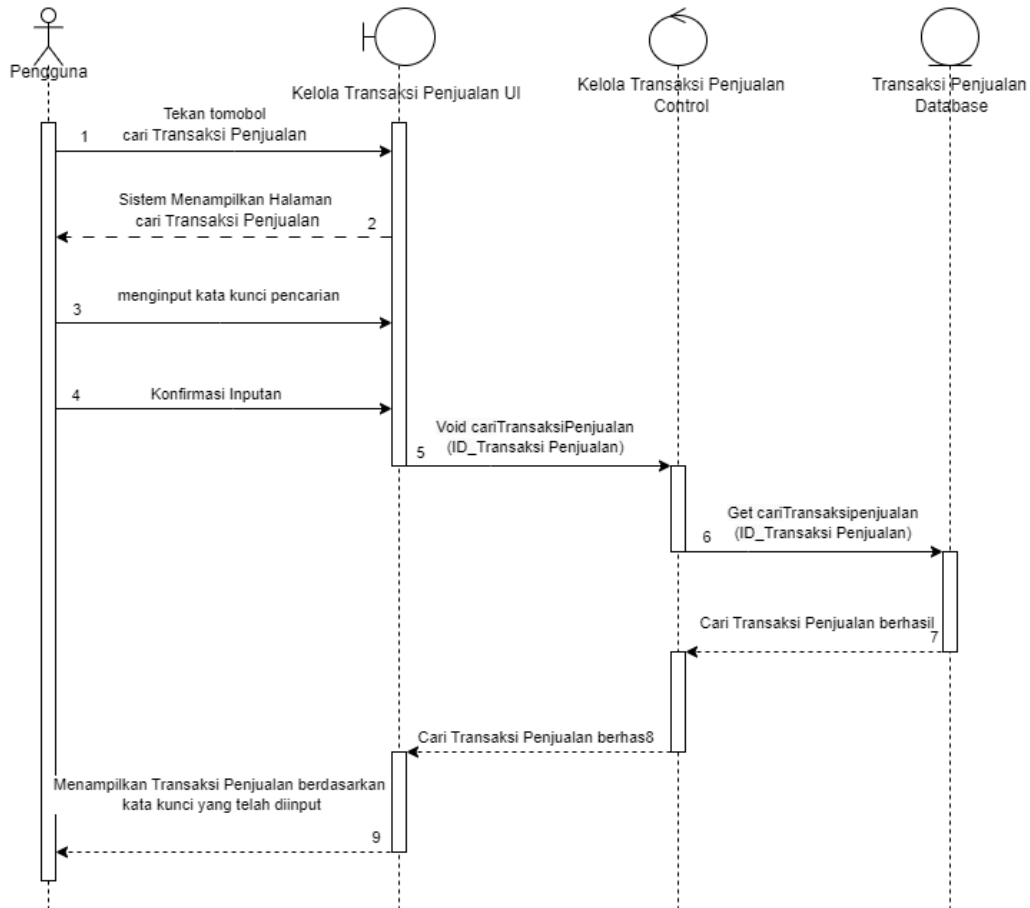 Pengguna
Kelola Transaksi Penjualan UI
Kelola Transaksi Penjualan
Control
Transaksi Penjualan
Database
1
Tekan tomobol
cari Transaksi Penjualan
Sistem Menampilkan Halaman
cari Transaksi Penjualan
2
menginput kata kunci pencarian
3
4
Konfirmasi Inputan
Void cariTransaksiPenjualan
(ID_Transaksi Penjualan)
5
Get cariTransaksipenjualan
(ID_Transaksi Penjualan)
6
Cari Transaksi Penjualan berhasil
7
Cari Transaksi Penjualan berhas8
Menampilkan Transaksi Penjualan berdasarkan
kata kunci yang telah diinput
9